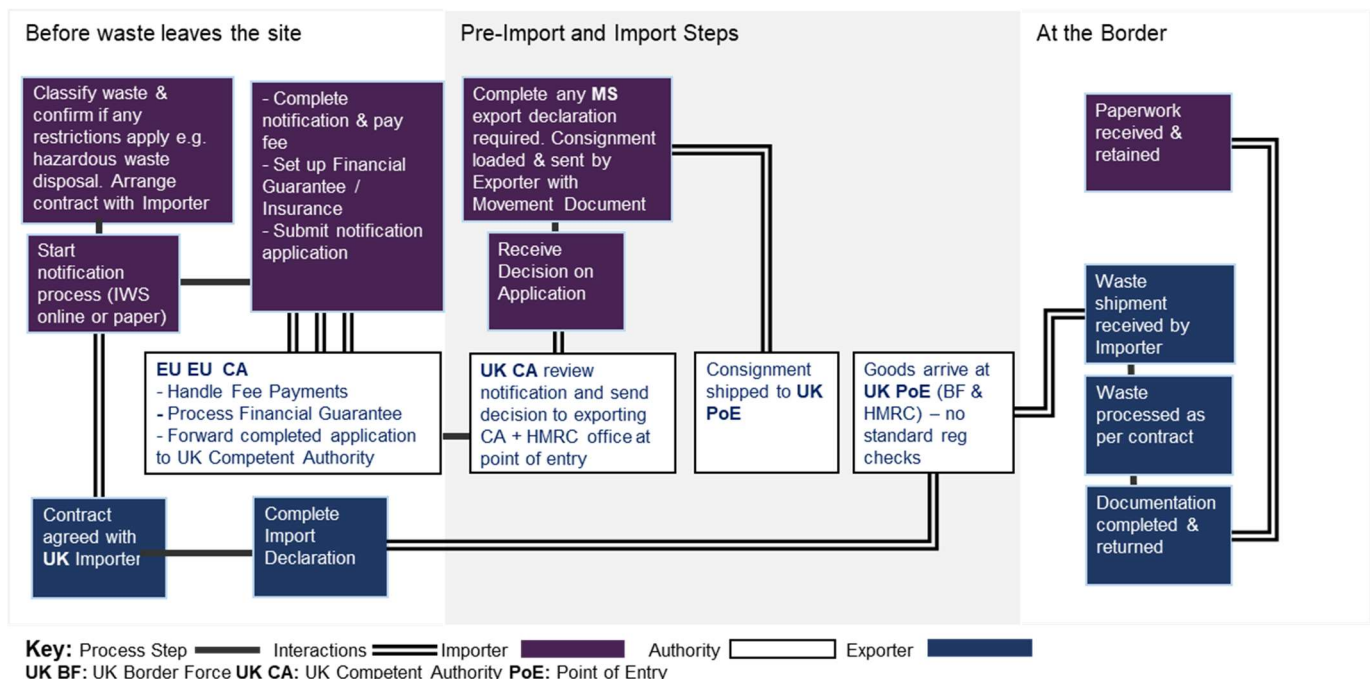 Before waste leaves the site
Classify waste &
confirm if any
restrictions apply e.g.
hazardous waste
disposal. Arrange
contract with Importer
- Complete
notification & pay
fee
- Set up Financial
Guarantee /
Insurance
- Submit notification
application
Start
notification
process (IWS
online or paper)
EU EU CA
- Handle Fee Payments
- Process Financial Guarantee
- Forward completed application
to UK Competent Authority
Contract
agreed with
UK Importer
Complete
Import
Declaration
Pre-Import and Import Steps
Complete any MS
export declaration
required. Consignment
loaded & sent by
Exporter with
Movement Document
Receive
Decision on
Application
UK CA review
notification and send
decision to exporting
CA + HMRC office at
point of entry
Consignment
shipped to UK
PoE
Goods arrive at
UK PoE (BF &
HMRC) – no
standard reg
checks
At the Border
Paperwork
received &
retained
Waste
shipment
received by
Importer
Waste
processed as
per contract
Documentation
completed &
returned
Key: Process Step Interactions Importer Authority Exporter
UK BF: UK Border Force UK CA: UK Competent Authority PoE: Point of Entry